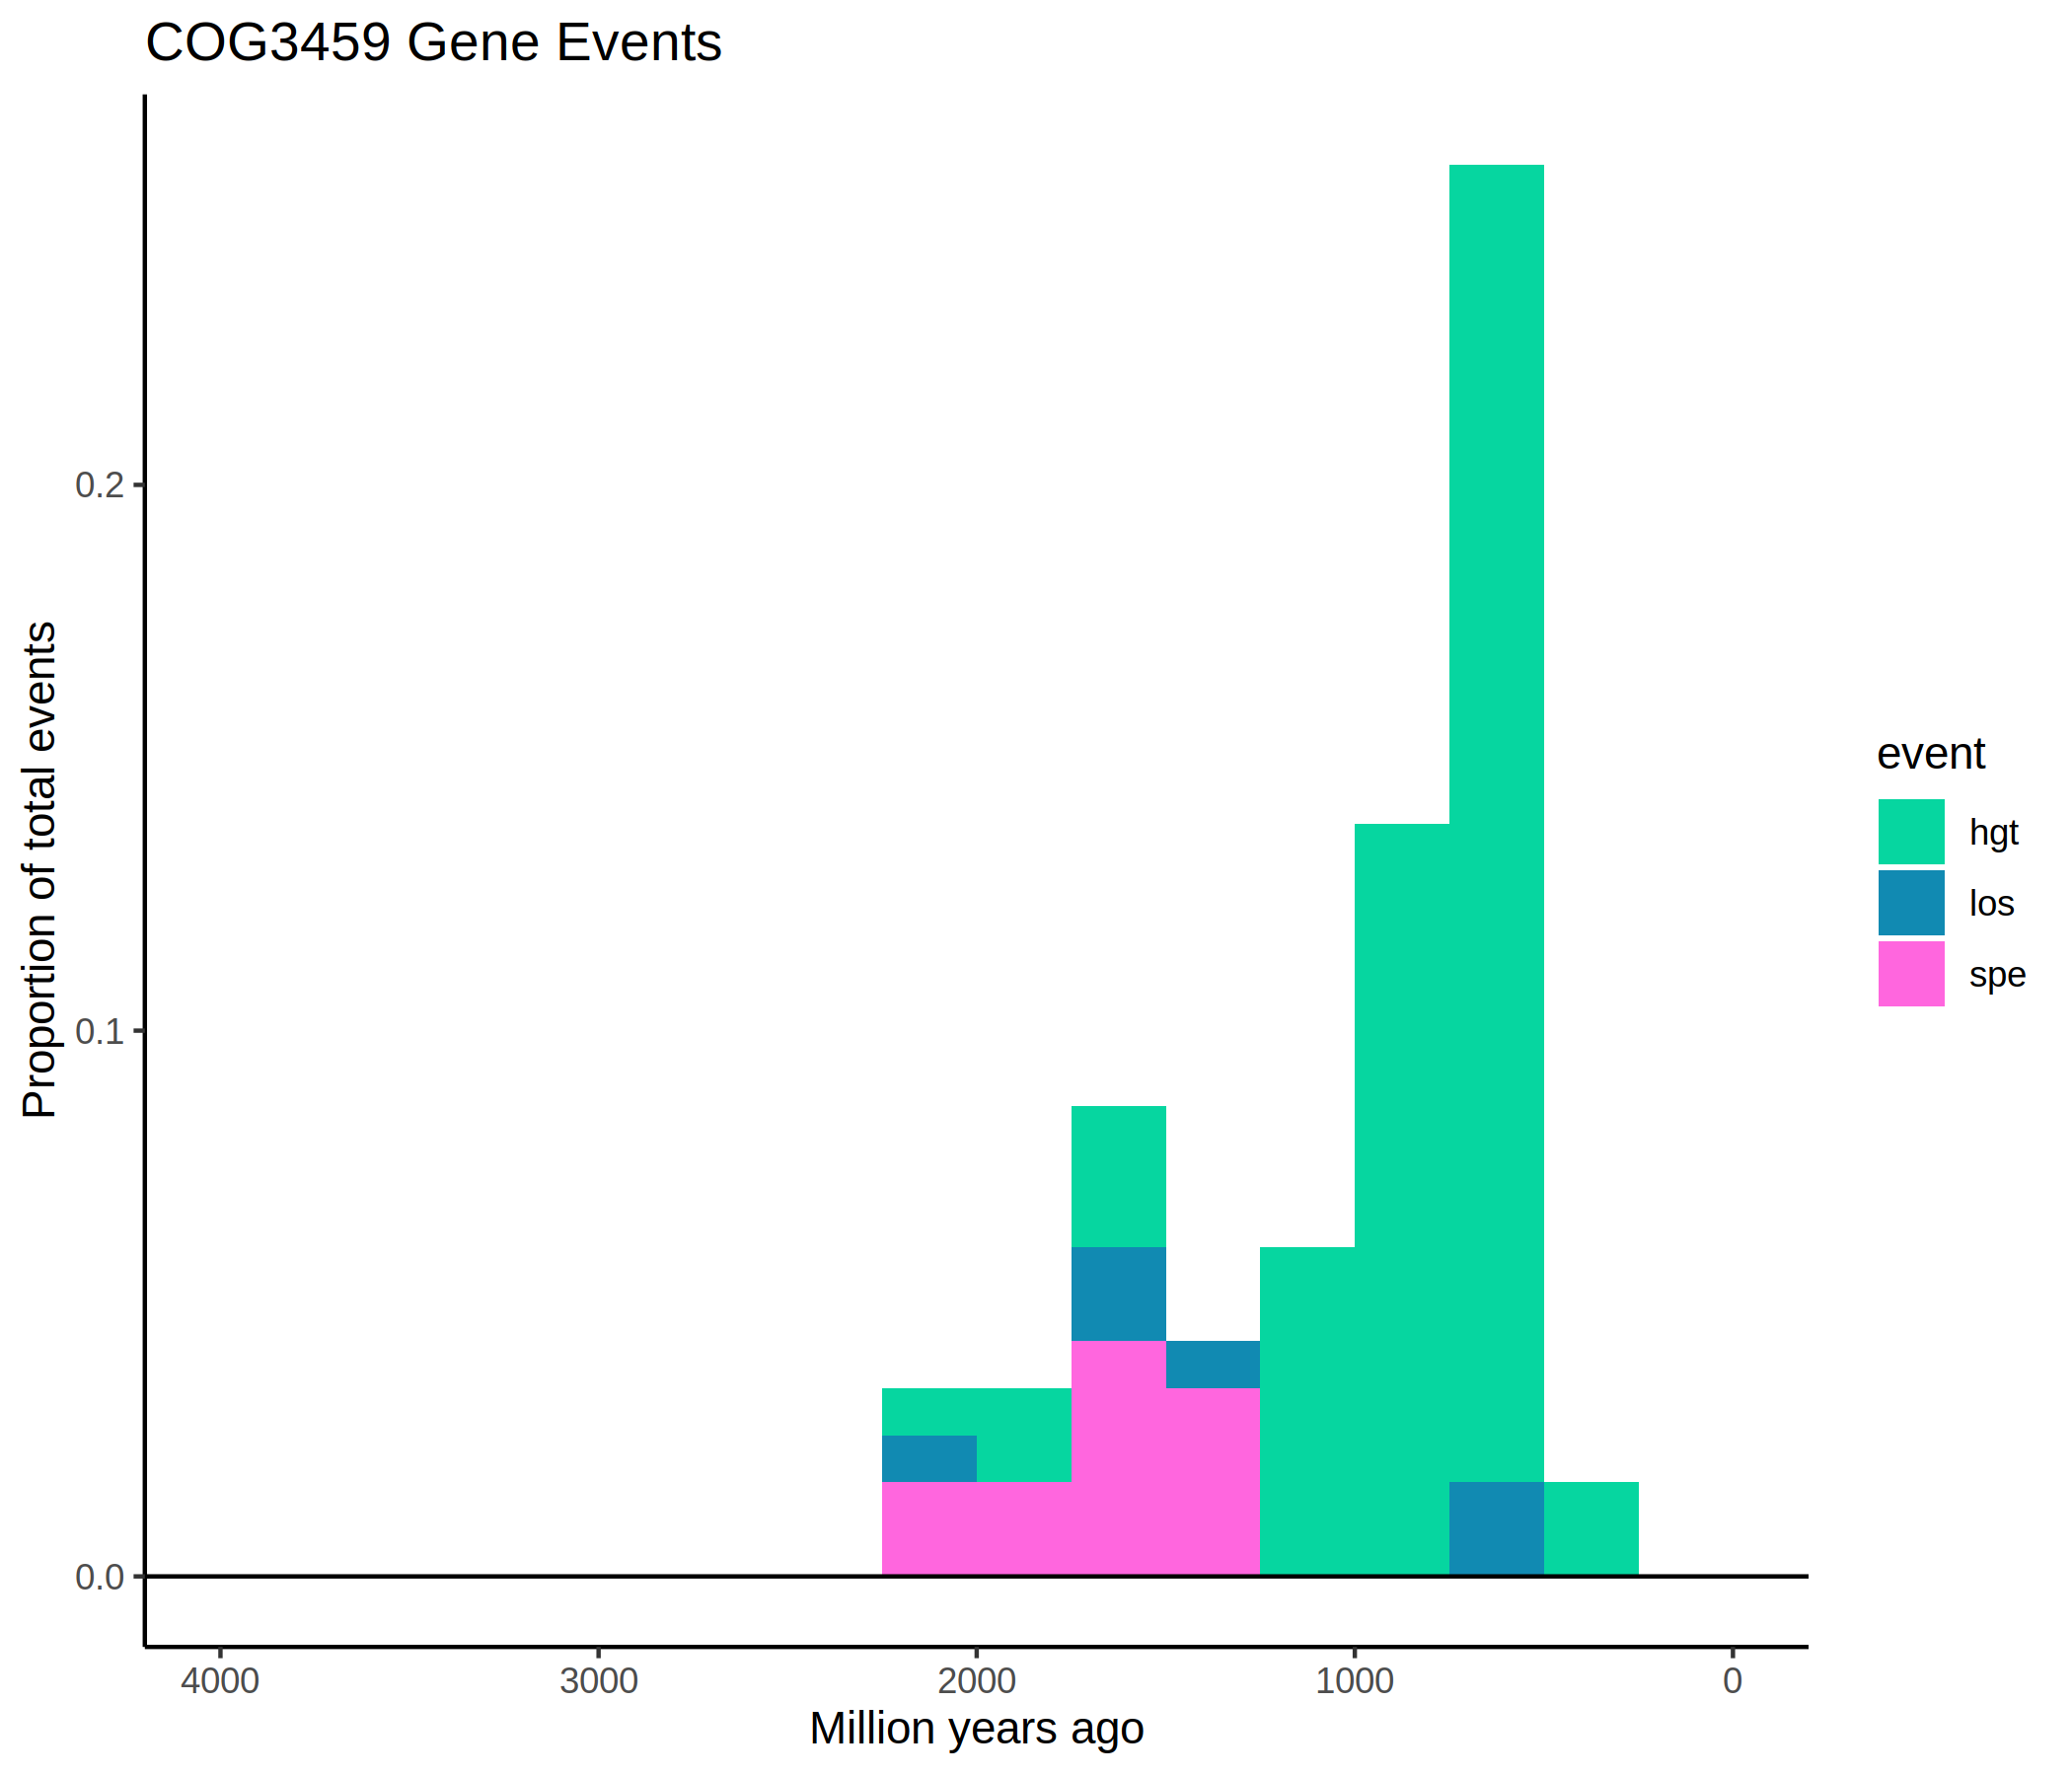 COG3459 Gene Events
Proportion of total events
0.2
0.1
0.0
4000 3000 2000 1000 0
Million years ago
event
hgt
los
spe